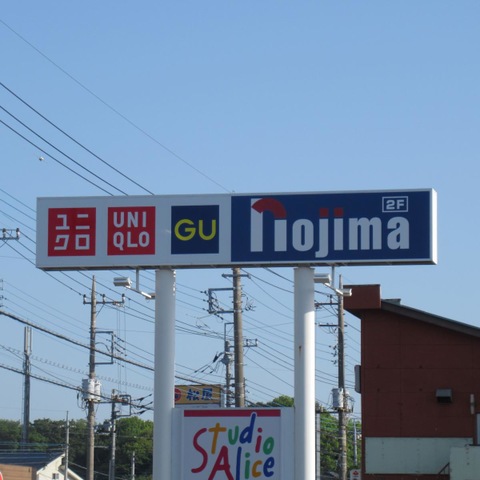 ユニ
クロ
UNI
QLO
GU
nojima
2F
Studio
Alice